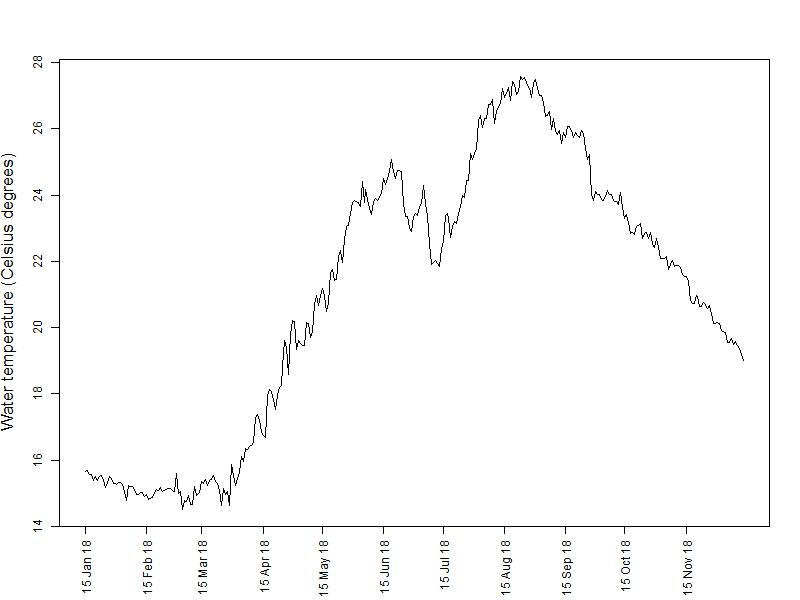 Water temperature (Celsius degrees)
28
26
24
22
20
18
16
14
15 Jan 18
15 Feb 18
15 Mar 18
15 Apr 18
15 May 18
15 Jun 18
15 Jul 18
15 Aug 18
15 Sep 18
15 Oct 18
15 Nov 18